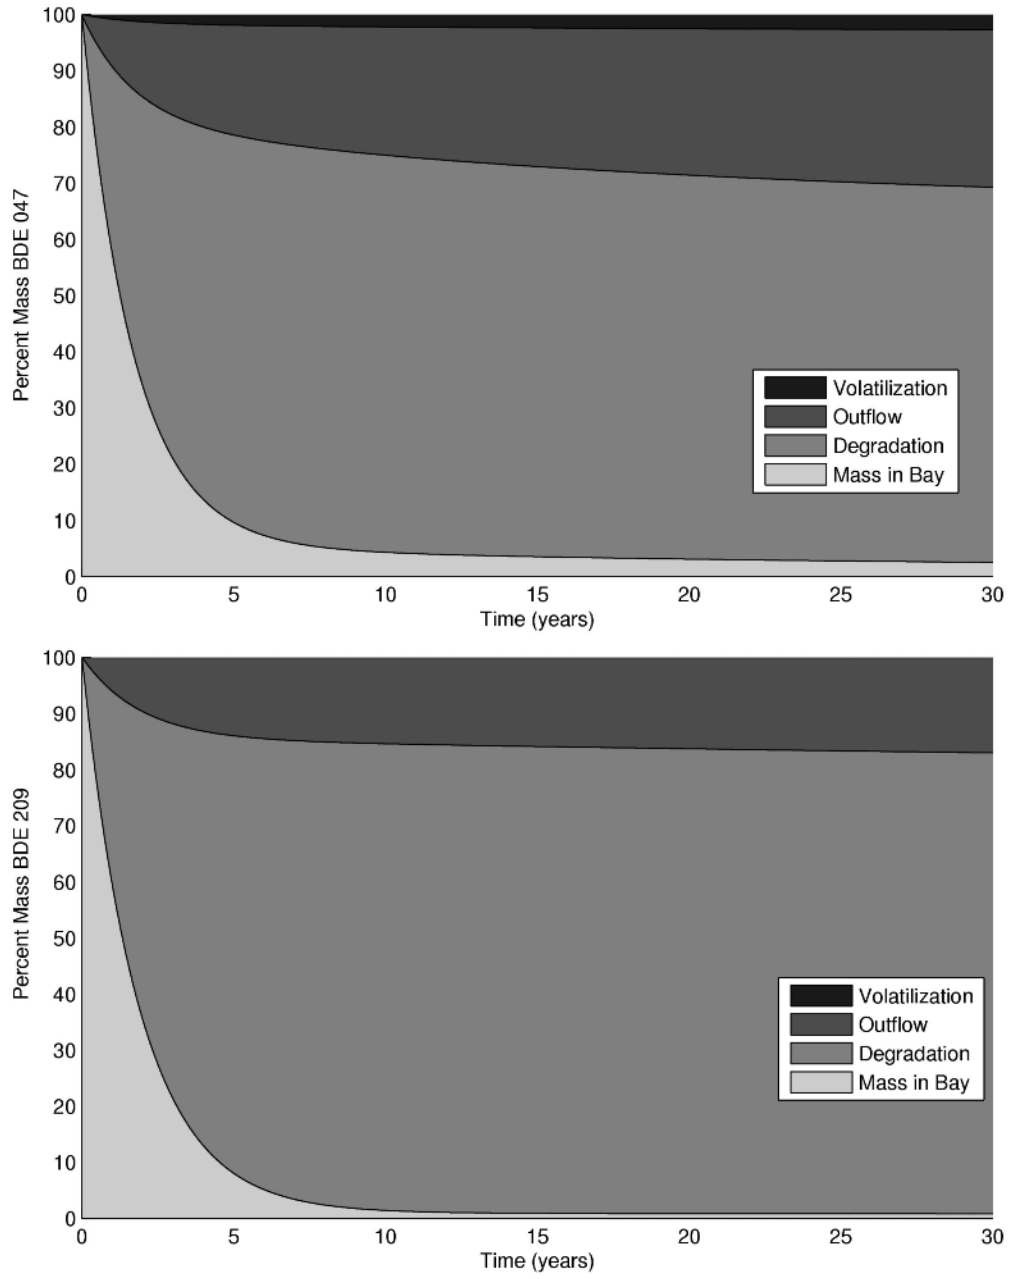 100
90
80
70
60
50
40
30
20
10
0
Percent Mass BDE 047
Volatilization
Outflow
Degradation
Mass in Bay
0 5 10 15 20 25 30
Time (years)
100
90
80
70
60
50
40
30
20
10
0
Percent Mass BDE 209
Volatilization
Outflow
Degradation
Mass in Bay
0 5 10 15 20 25 30
Time (years)